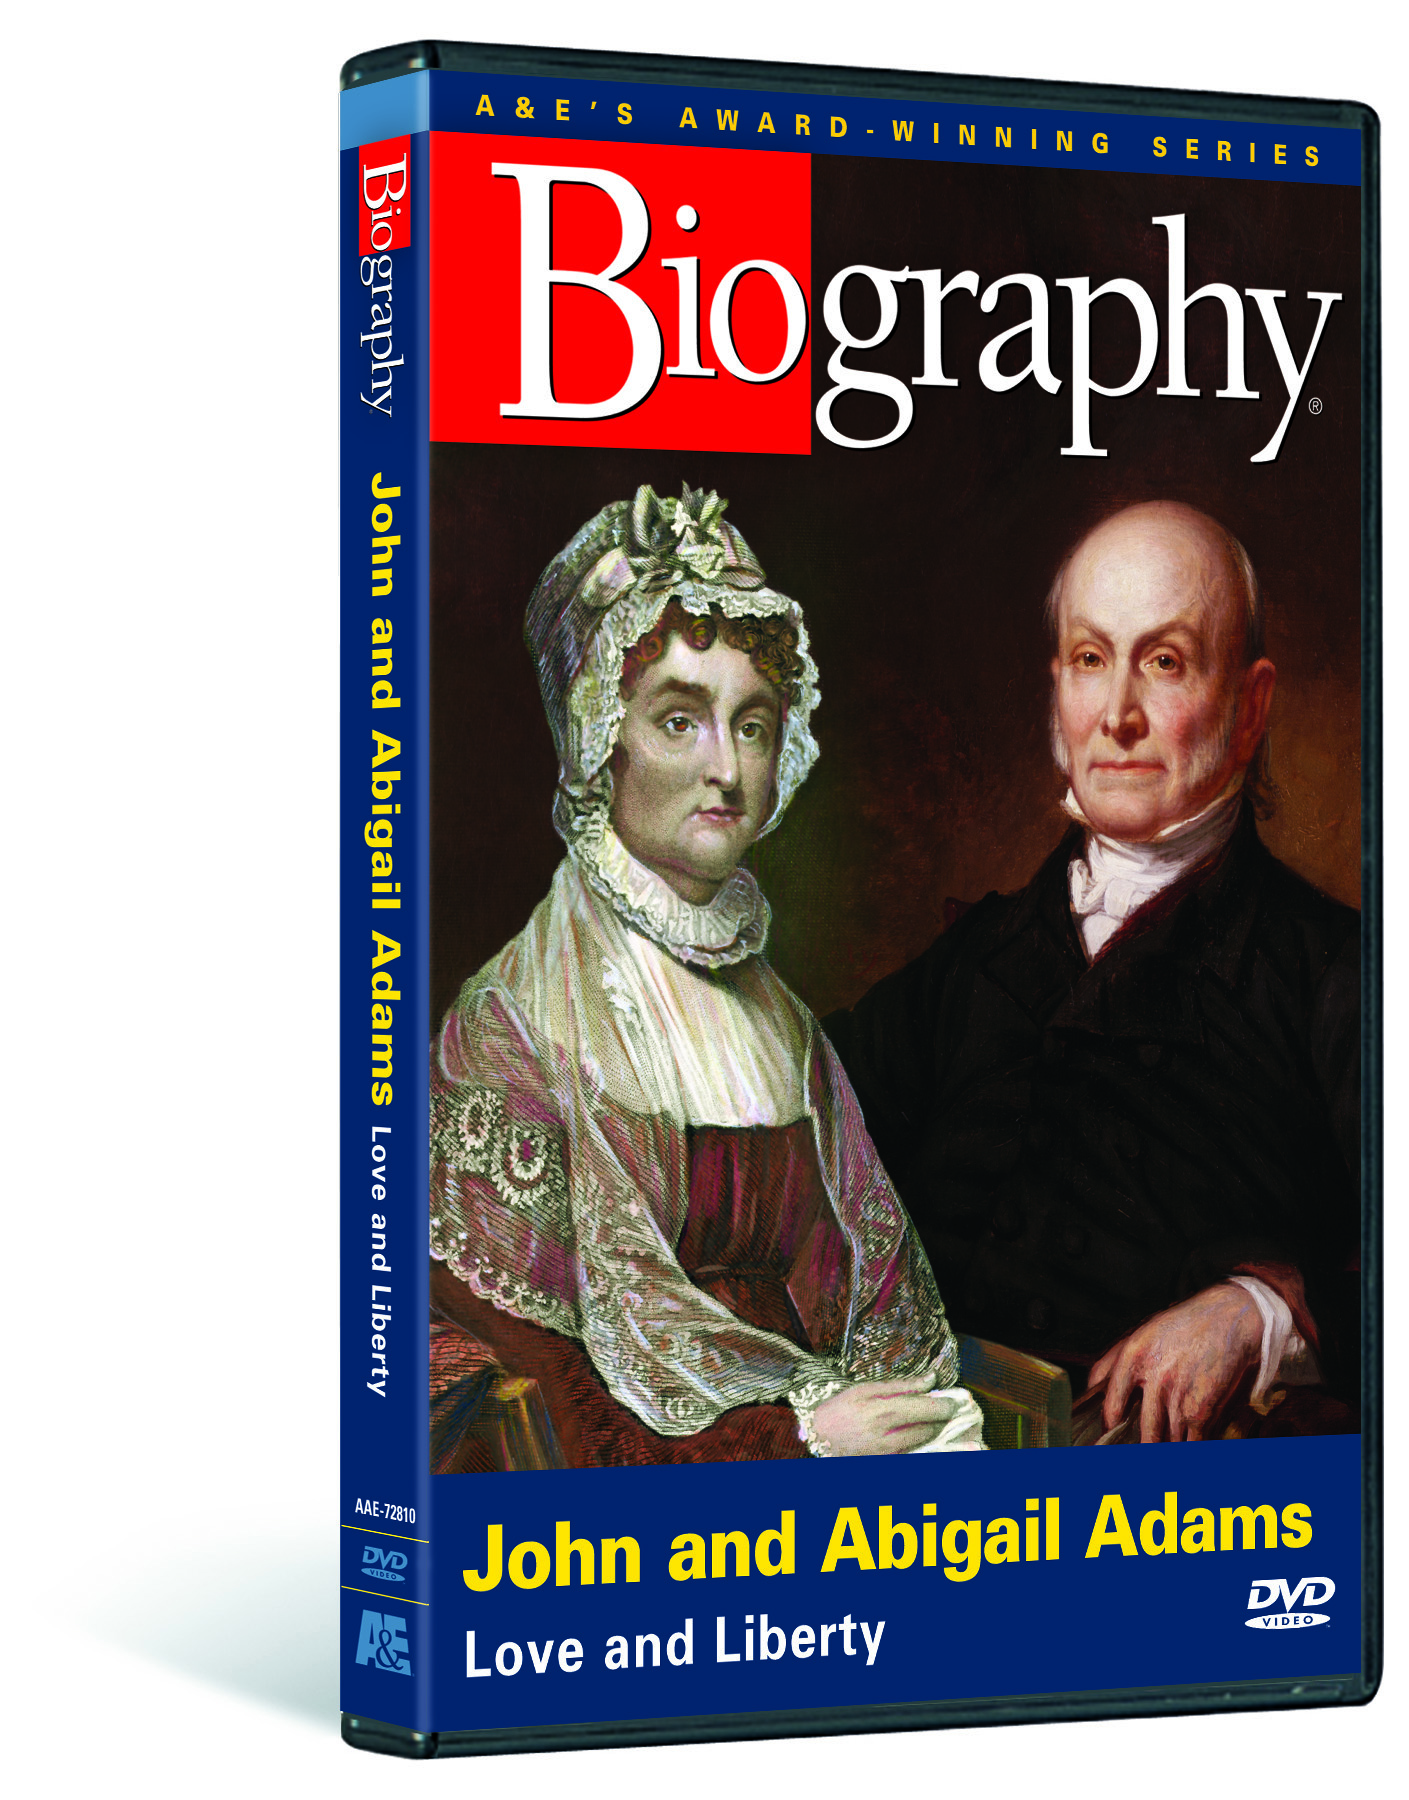 A&E'S AWARD-WINNING SERIES
Biography®
John and Abigail Adams
Love and Liberty
DVD
VIDEO
Biography
John and Abigail Adams Love and Liberty
AAE-72810
DVD
VIDEO
A&E